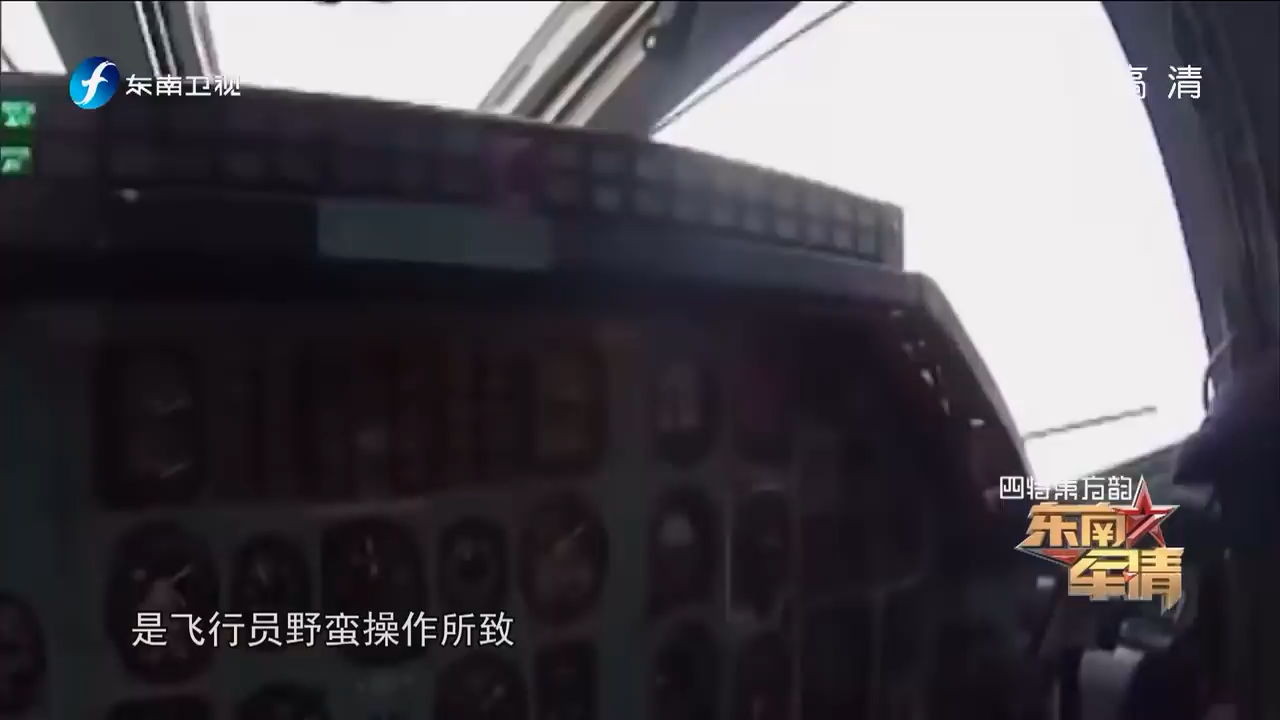 东南卫视
高清
四特东方韵
东南军情
是飞行员野蛮操作所致